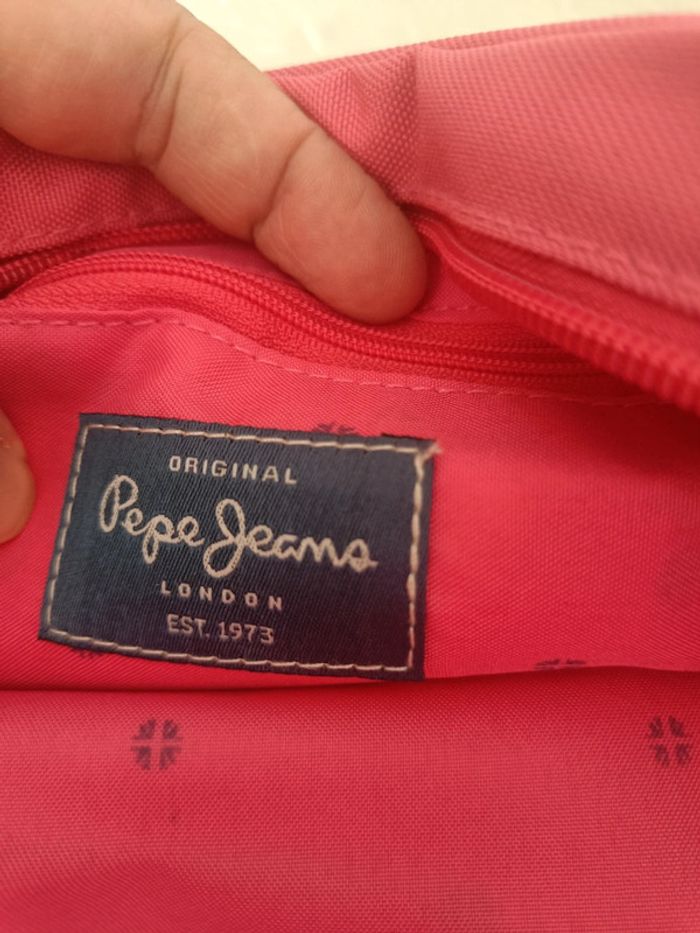 ORIGINAL
Pepe Jeans
LONDON
EST. 1973